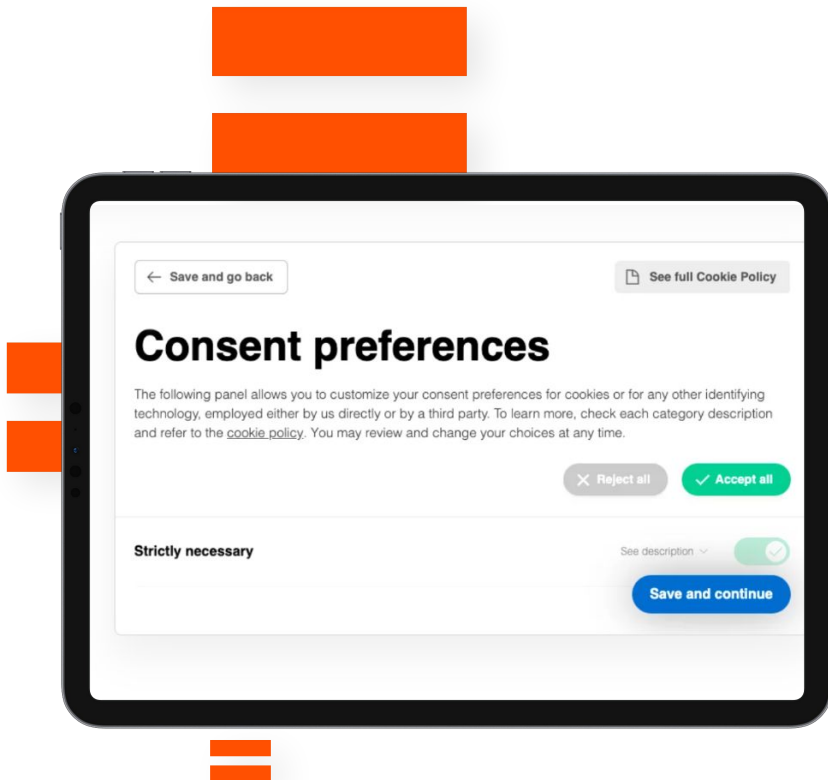 Save and go back
See full Cookie Policy
Consent preferences
The following panel allows you to customize your consent preferences for cookies or for any other identifying
technology, employed either by us directly or by a third party. To learn more, check each category description
and refer to the cookie policy. You may review and change your choices at any time.
Reject all
Accept all
Strictly necessary
See description
Save and continue